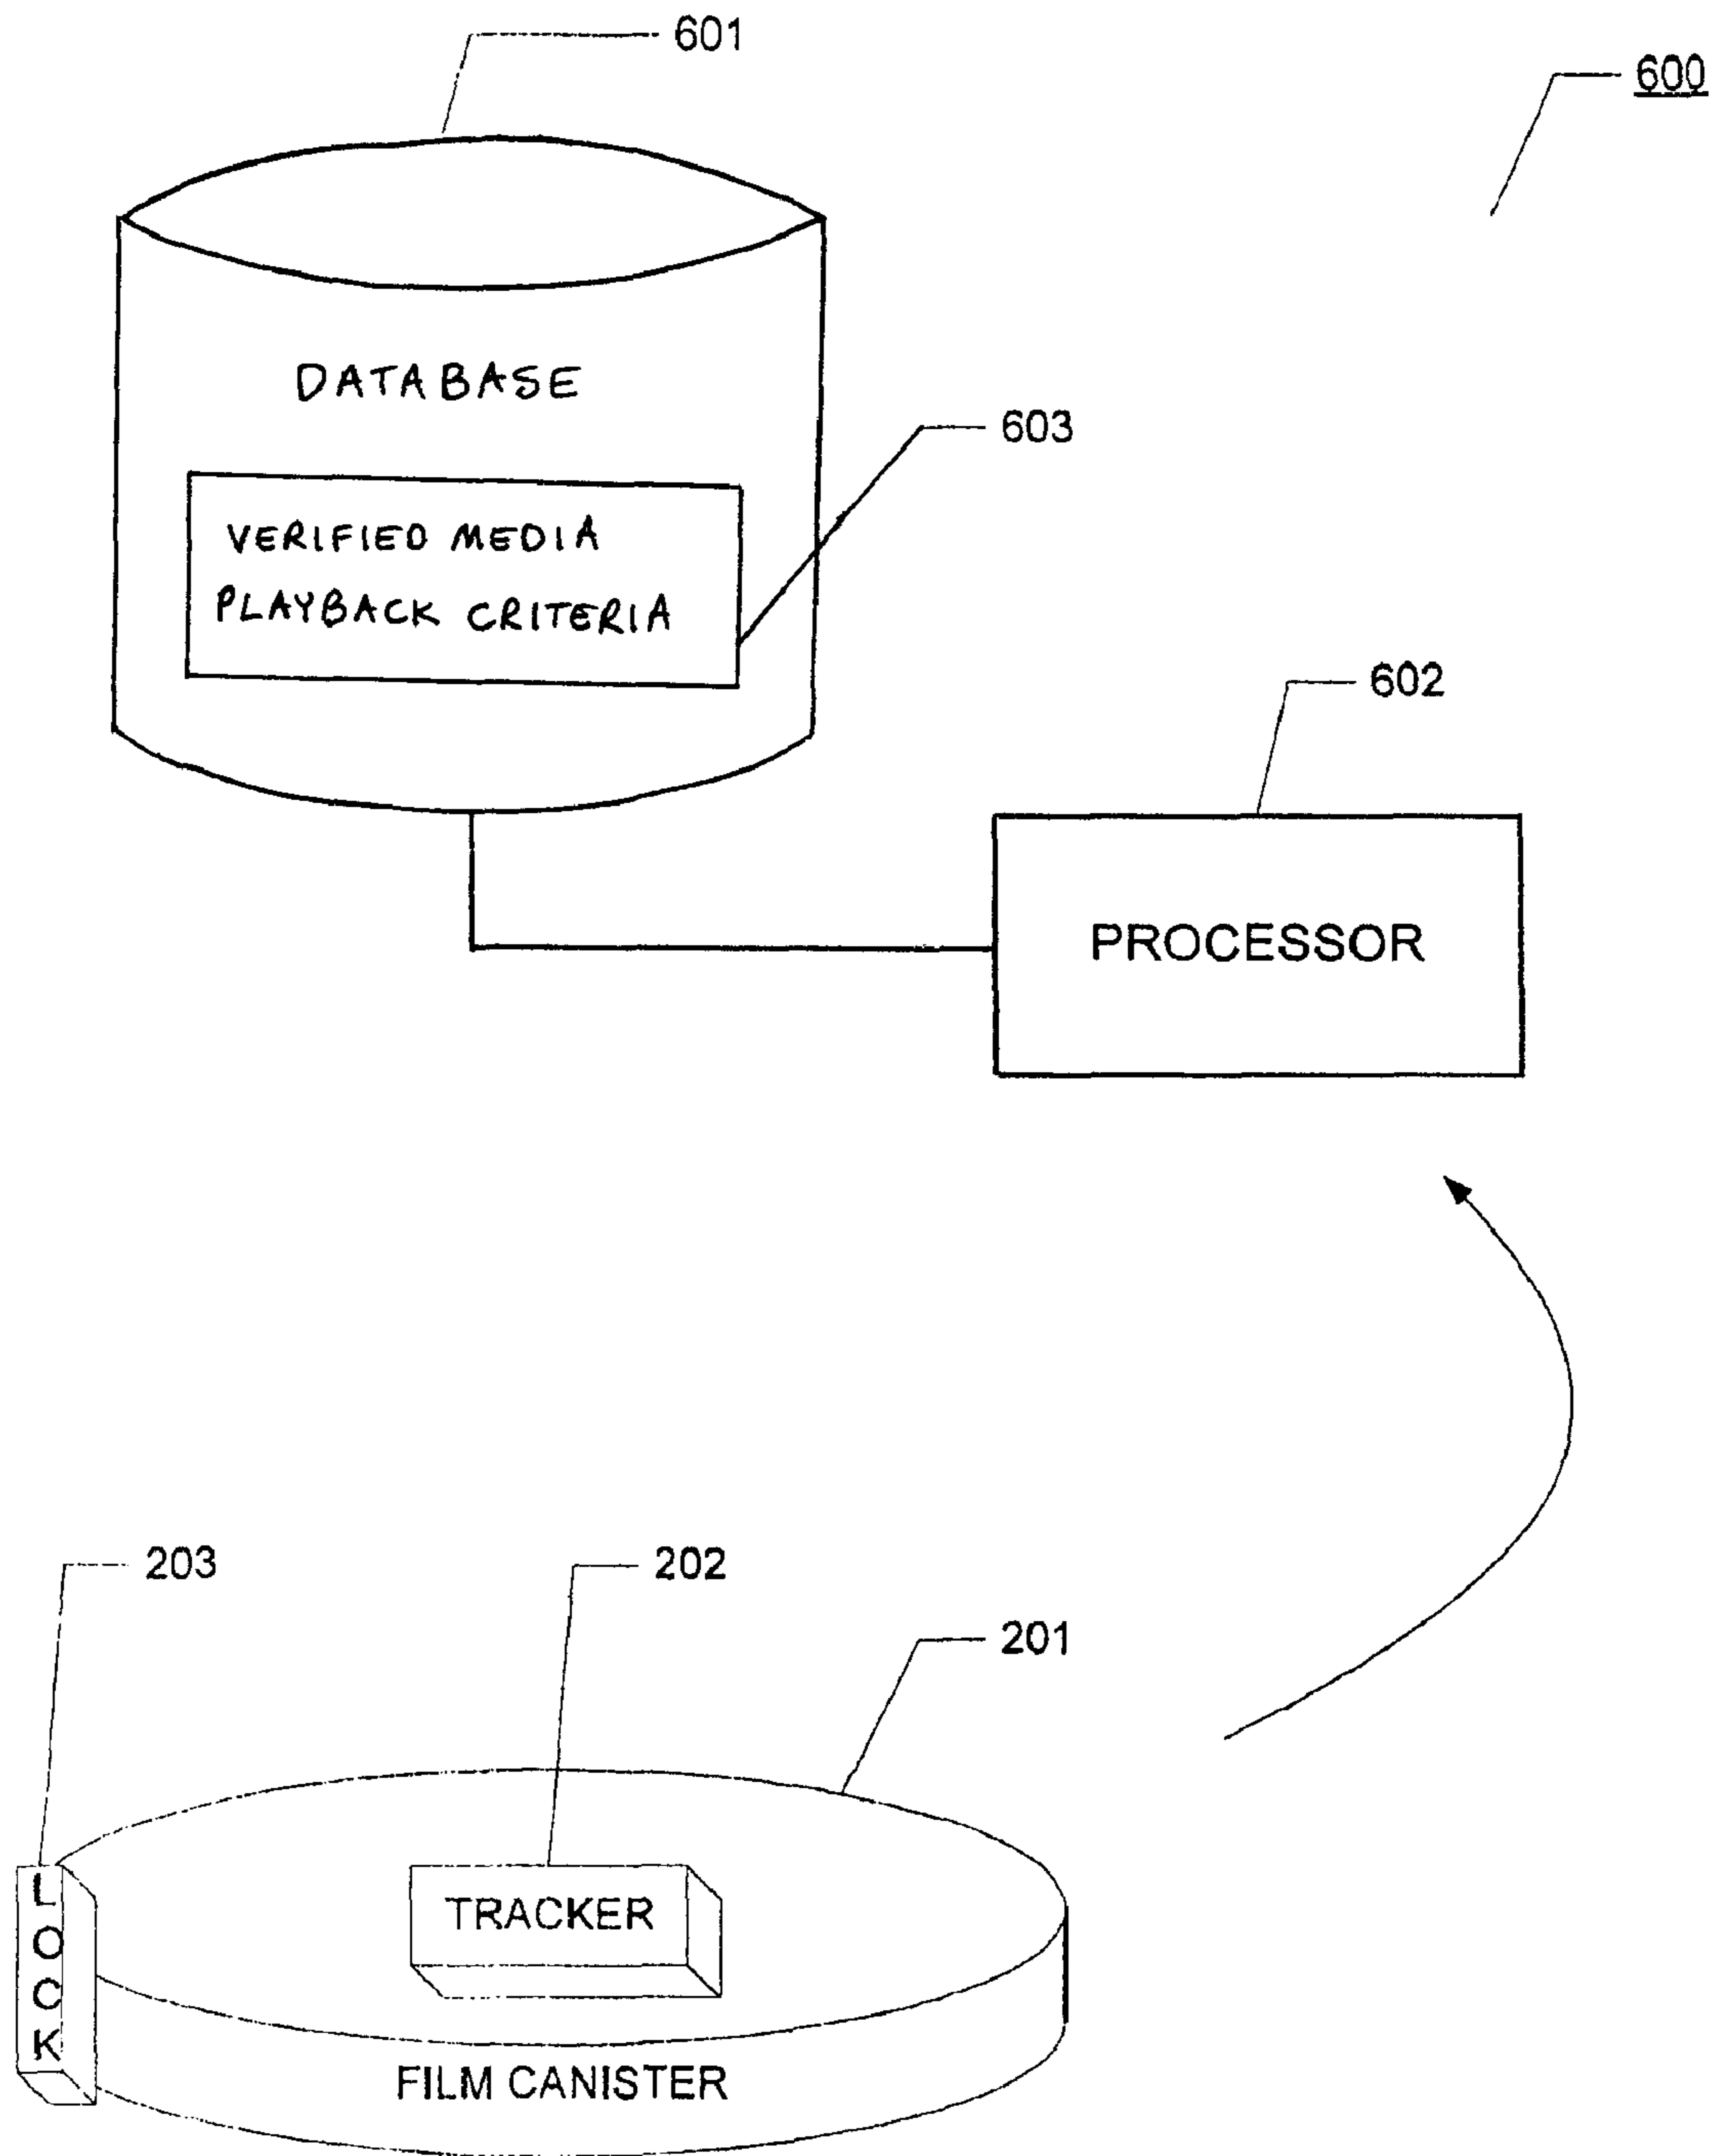 601
600
DATABASE
603
VERIFIED MEDIA
PLAYBACK CRITERIA
602
PROCESSOR
203
202
201
LOCK
TRACKER
FILM CANISTER